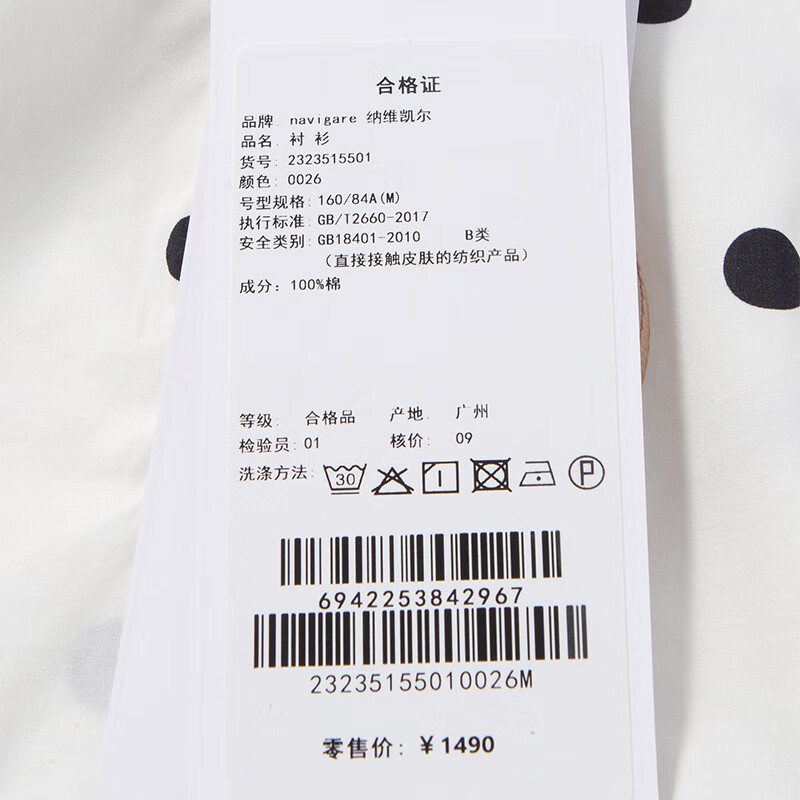 合格证
品牌: navigare 纳维凯尔
品名: 衬 衫
货号: 2323515501
颜色: 0026
号型规格: 160/84A(M)
执行标准: GB/T2660-2017
安全类别: GB18401-2010 B类
（直接接触皮肤的纺织产品）
成分: 100%棉
等级: 合格品 产地: 广州
检验员: 01 核价: 09
洗涤方法: 30 P
6942253842967
23235155010026M
零售价: ¥1490